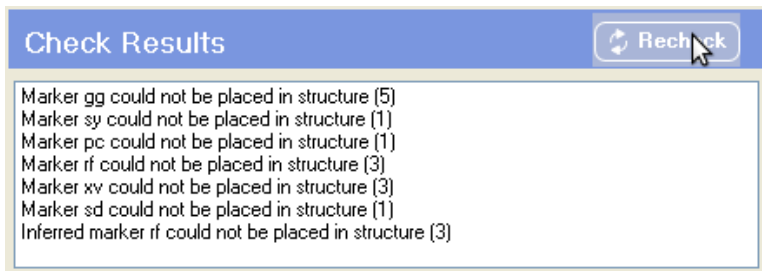 Check Results
Recheck
Marker gg could not be placed in structure (5)
Marker sy could not be placed in structure (1)
Marker pc could not be placed in structure (1)
Marker rf could not be placed in structure (3)
Marker xv could not be placed in structure (3)
Marker sd could not be placed in structure (1)
Inferred marker rf could not be placed in structure (3)